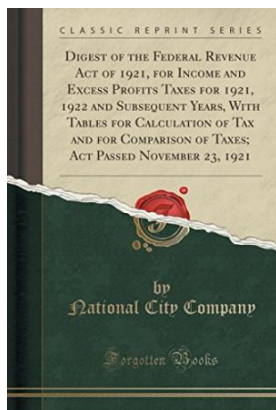 CLASSIC REPRINT SERIES
Digest of the Federal Revenue
Act of 1921, for Income and
Excess Profits Taxes for 1921,
1922 and Subsequent Years, With
Tables for Calculation of Tax
and for Comparison of Taxes;
Act Passed November 23, 1921
by
National City Company
Forgotten Books